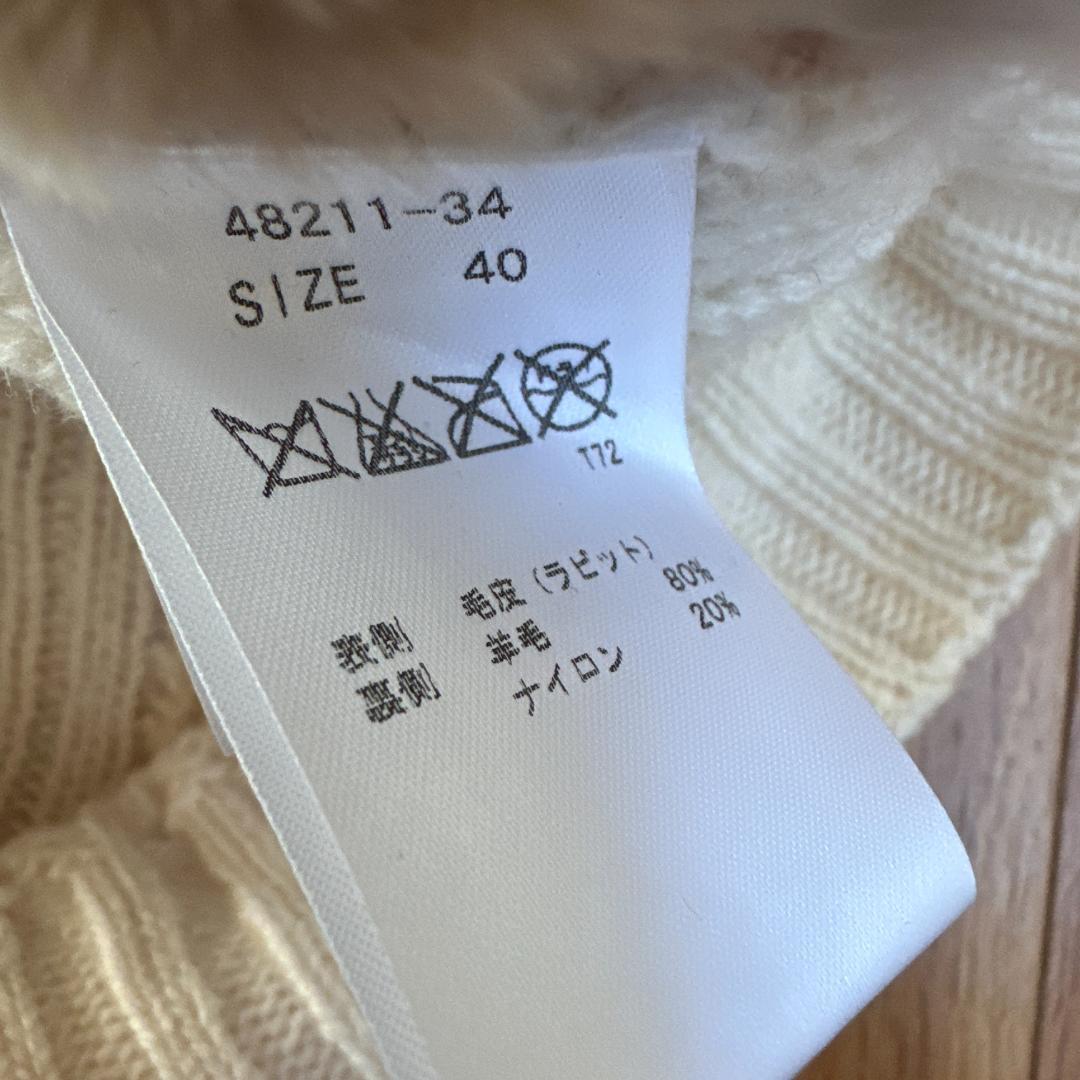 48211-34
SIZE 40
T72
表側 毛皮(ラビット)
裏側 羊毛 80%
ナイロン 20%